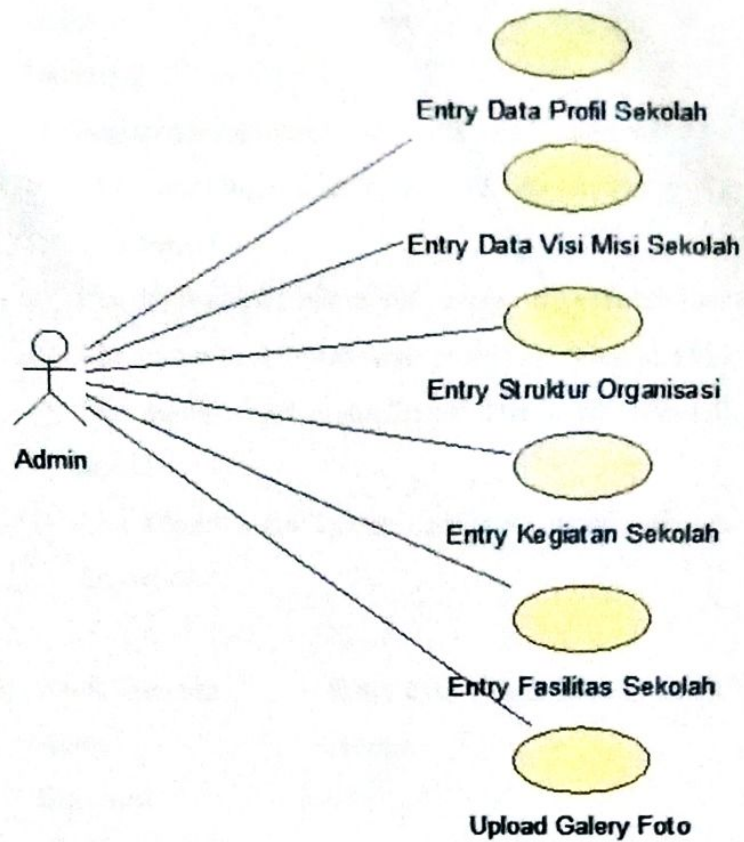 Entry Data Profil Sekolah
Entry Data Visi Misi Sekolah
Entry Struktur Organisasi
Admin
Entry Kegiatan Sekolah
Entry Fasilitas Sekolah
Upload Galery Foto